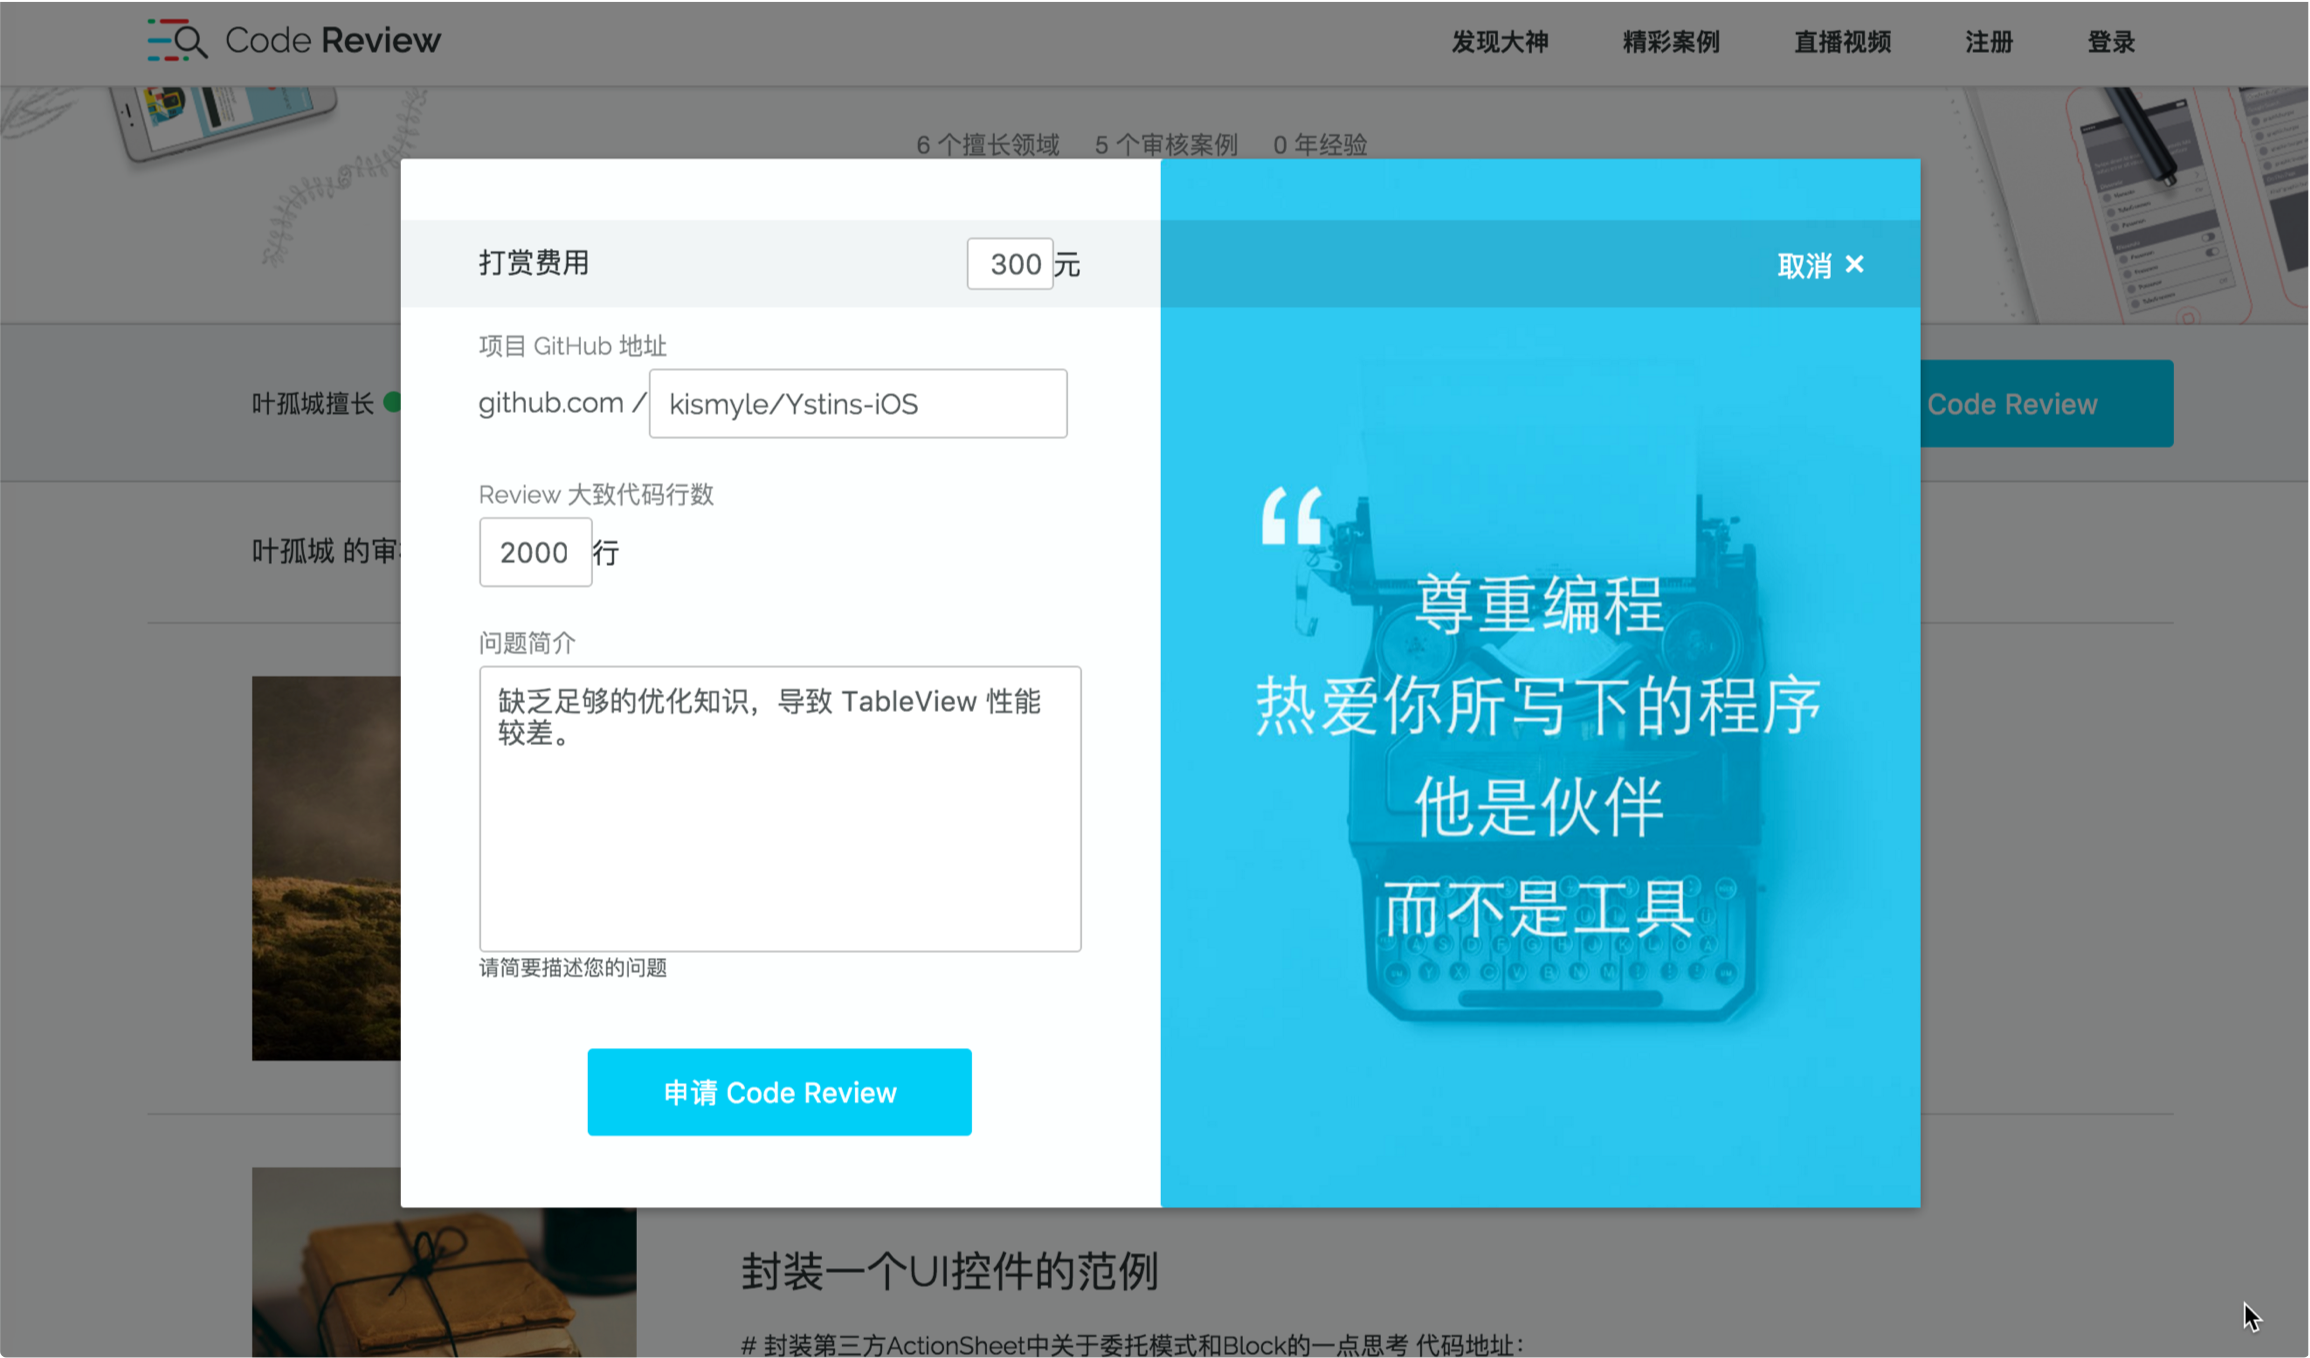 Code Review
发现大神 精彩案例 直播视频 注册 登录
6 个擅长领域 5 个审核案例 0 年经验
打赏费用 300 元
取消 ×
项目 GitHub 地址
github.com / kismyle/Ystins-iOS
叶孤城擅长
Code Review
Review 大致代码行数
2000 行
叶孤城 的审
“
尊重编程
热爱你所写下的程序
他是伙伴
而不是工具
问题简介
缺乏足够的优化知识，导致 TableView 性能
较差。
请简要描述您的问题
申请 Code Review
封装一个UI控件的范例
# 封装第三方ActionSheet中关于委托模式和Block的一点思考 代码地址：